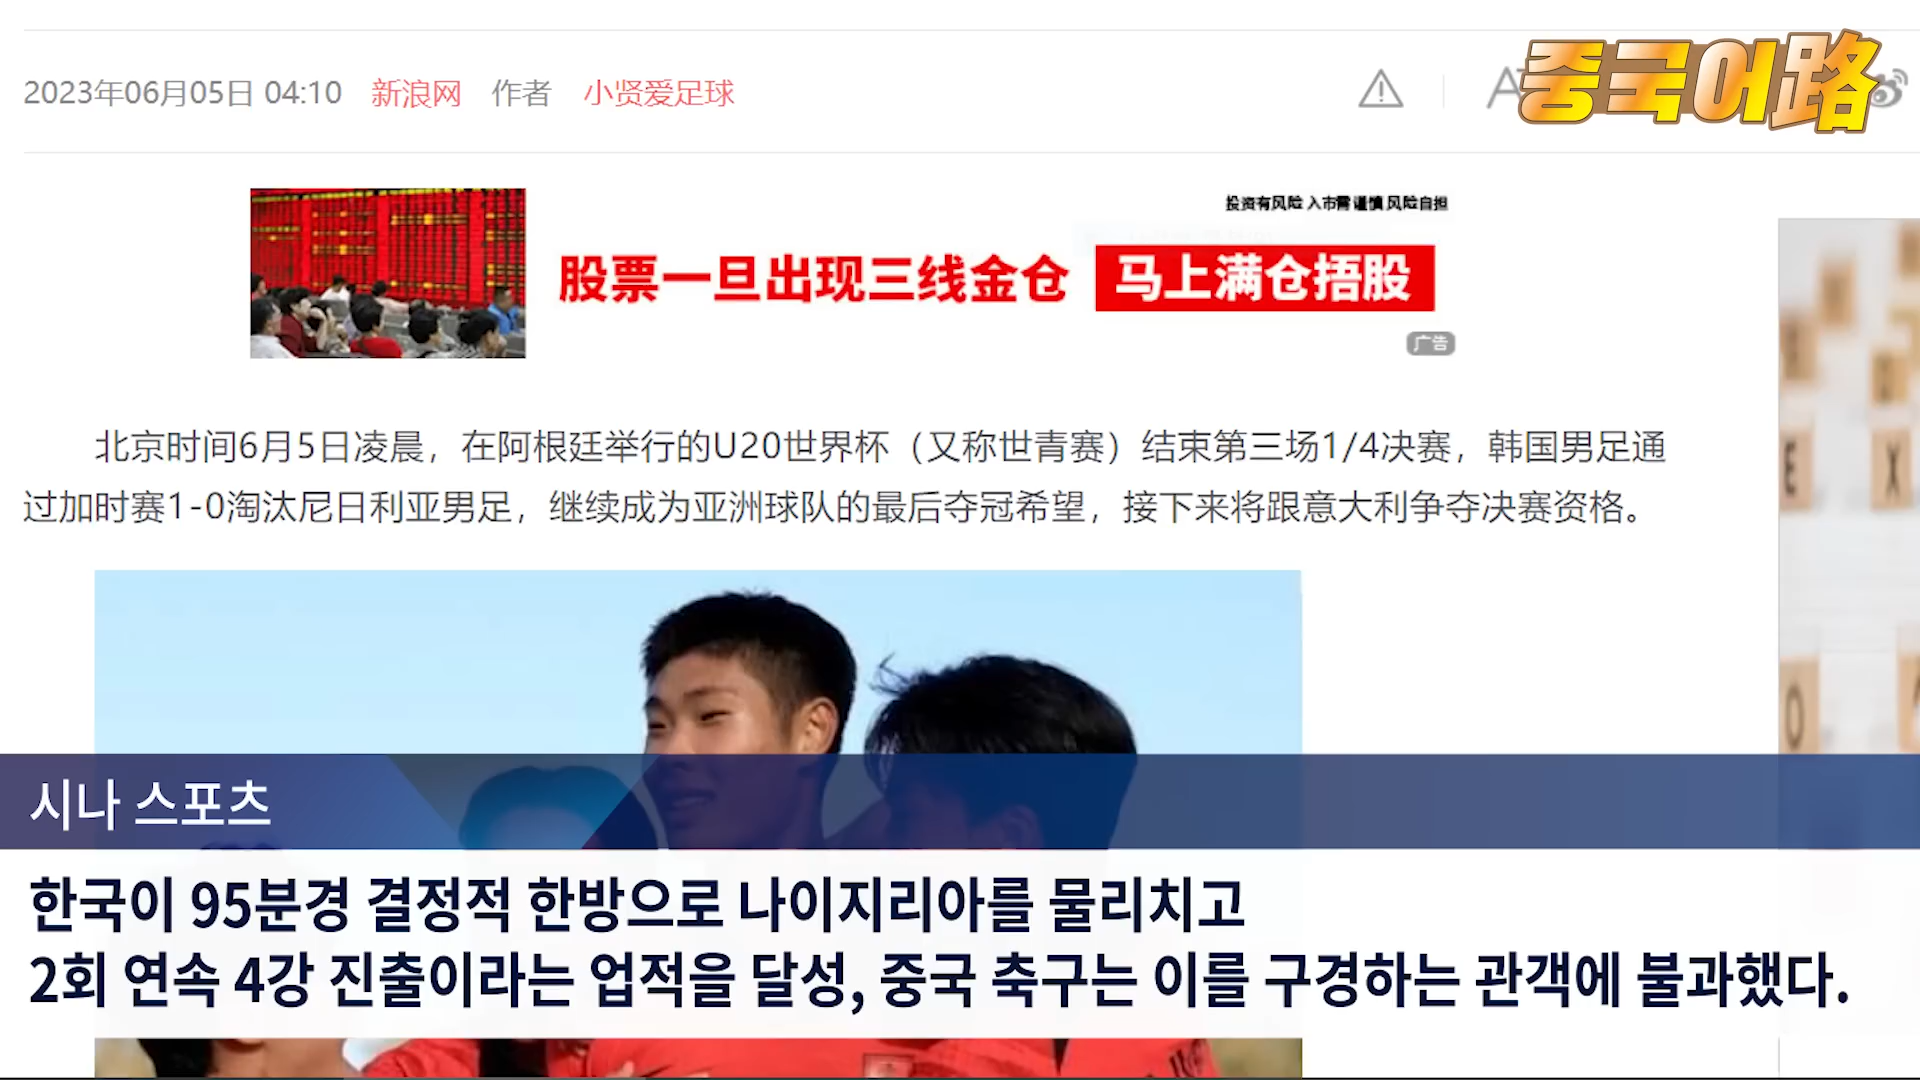 2023年06月05日 04:10 新浪网 作者 小贤爱足球
중국어路
投资有风险 入市需谨慎 风险自担
股票一旦出现三线金仓 马上满仓捂股
广告
北京时间6月5日凌晨，在阿根廷举行的U20世界杯（又称世青赛）结束第三场1/4决赛，韩国男足通
过加时赛1-0淘汰尼日利亚男足，继续成为亚洲球队的最后夺冠希望，接下来将跟意大利争夺决赛资格。
E X
시나 스포츠
한국이 95분경 결정적 한방으로 나이지리아를 물리치고
2회 연속 4강 진출이라는 업적을 달성, 중국 축구는 이를 구경하는 관객에 불과했다.